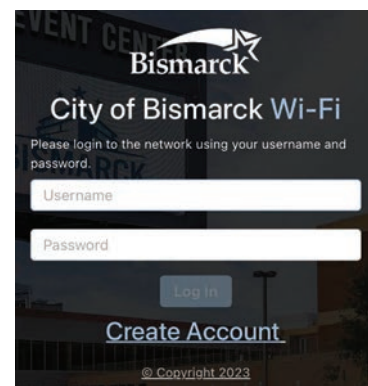 EVENT CENTER
Bismarck
City of Bismarck Wi-Fi
Please login to the network using your username and
password.
Username
Password
Log In
Create Account
© Copyright 2023